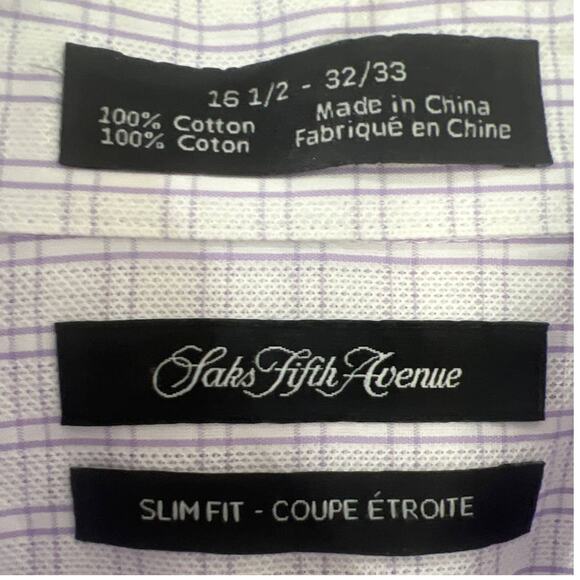 16 1/2 - 32/33
100% Cotton
100% Coton
Made in China
Fabriqué en Chine
Saks Fifth Avenue
SLIM FIT - COUPE ÉTROITE